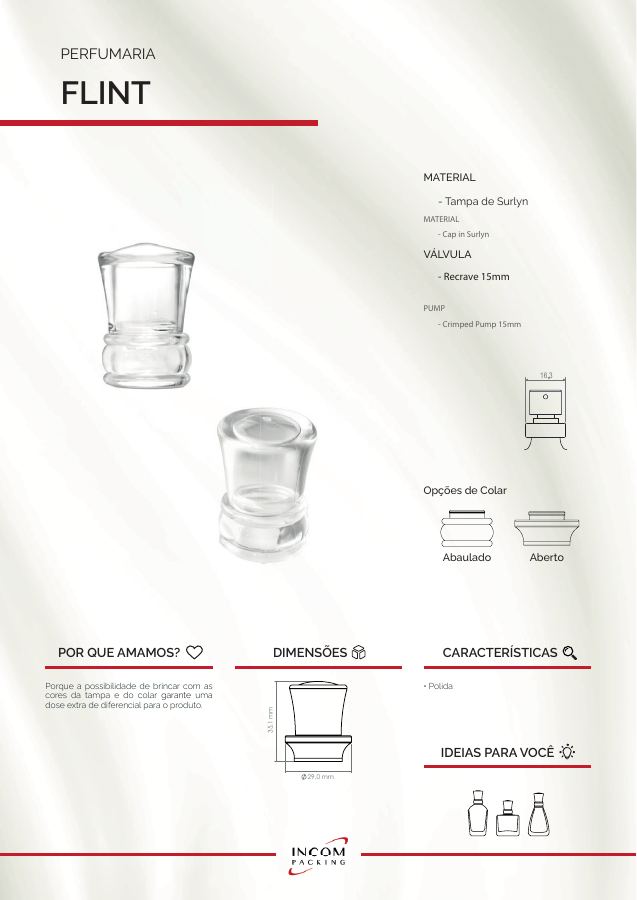 PERFUMARIA
FLINT
MATERIAL
- Tampa de Surlyn
MATERIAL
- Cap in Surlyn
VÁLVULA
- Recrave 15mm
PUMP
- Crimped Pump 15mm
16,3
Opções de Colar
Abaulado
Aberto
POR QUE AMAMOS?
Porque a possibilidade de brincar com as
cores da tampa e do colar garante uma
dose extra de diferencial para o produto.
DIMENSÕES
33,1 mm
Ø29,0 mm
CARACTERÍSTICAS
• Polida
IDEIAS PARA VOCÊ
INCOM
PACKING